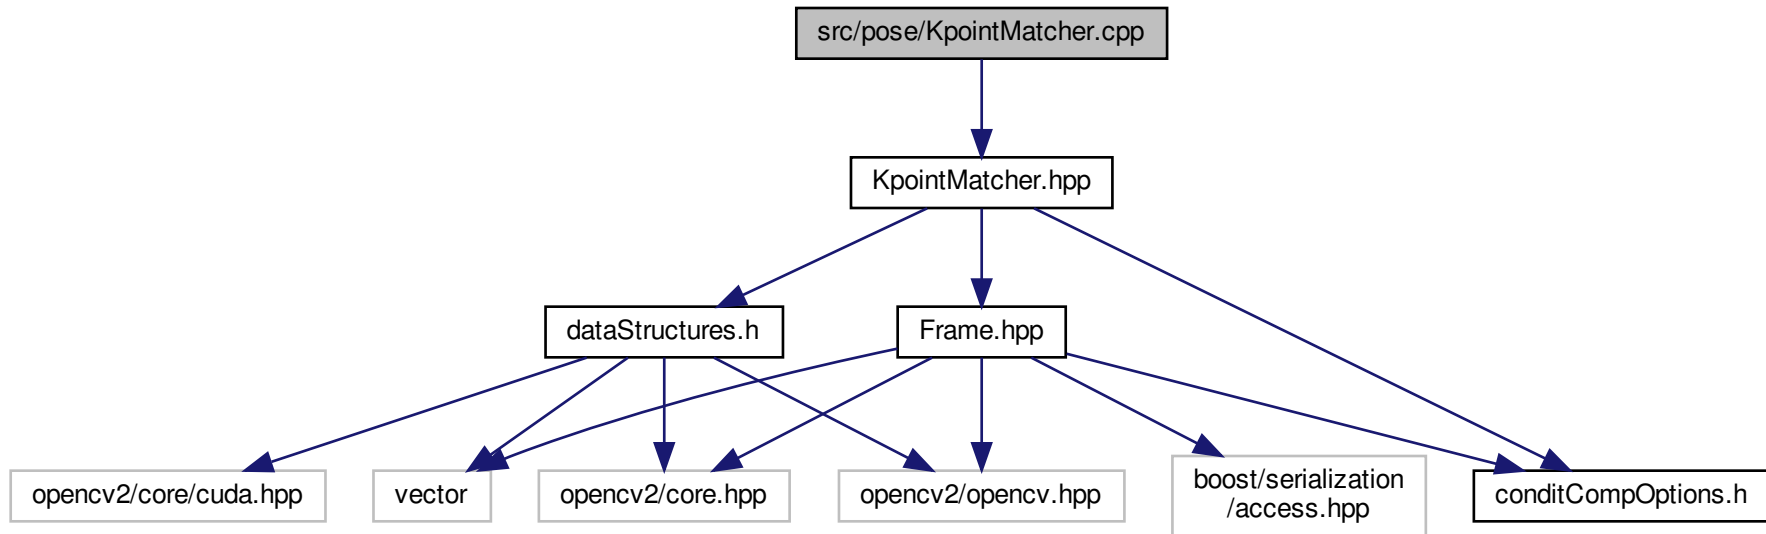 src/pose/KpointMatcher.cpp
KpointMatcher.hpp
dataStructures.h
Frame.hpp
opencv2/core/cuda.hpp
vector
opencv2/core.hpp
opencv2/opencv.hpp
boost/serialization
/access.hpp
conditCompOptions.h